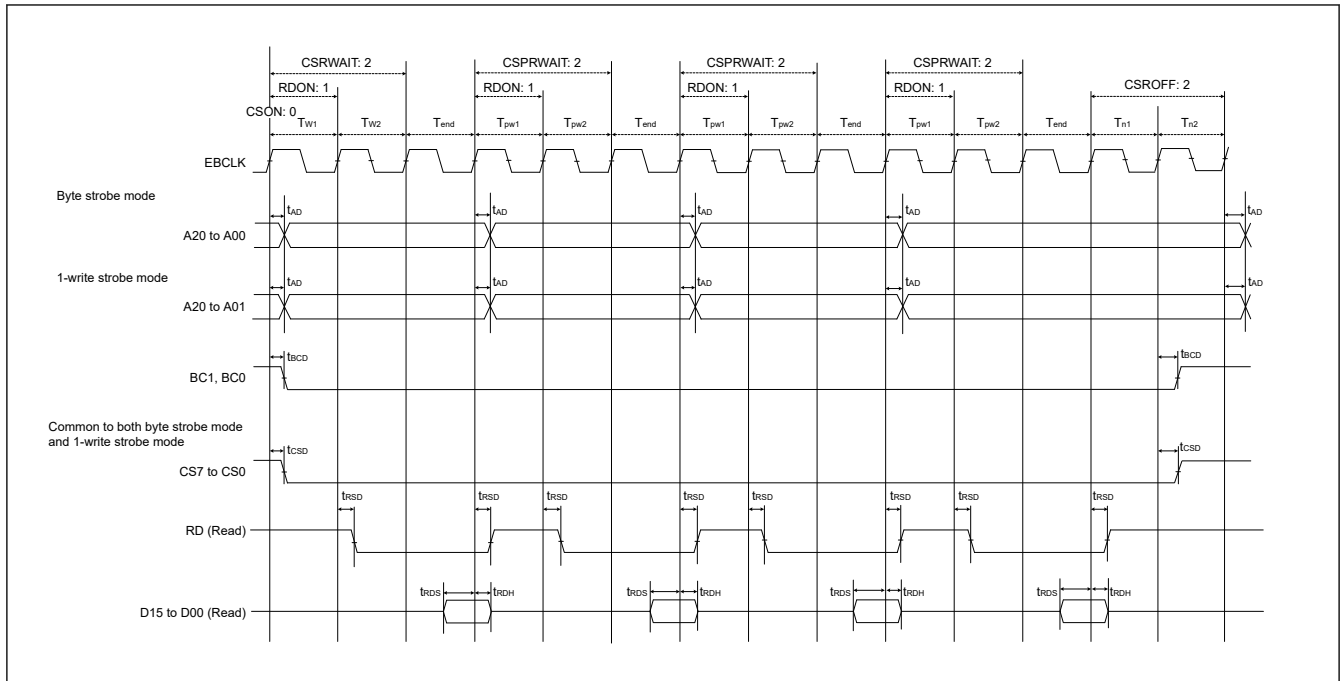 CSRWAIT: 2 CSPRWAIT: 2 CSPRWAIT: 2 CSPRWAIT: 2
RDON: 1 RDON: 1 RDON: 1 RDON: 1 CSROFF: 2
CSON: 0
TW1 TW2 Tend Tpw1 Tpw2 Tend Tpw1 Tpw2 Tend Tpw1 Tpw2 Tend Tn1 Tn2
EBCLK
Byte strobe mode
tAD tAD tAD tAD tAD
A20 to A00
1-write strobe mode
tAD tAD tAD tAD tAD
A20 to A01
tBCD tBCD
BC1, BC0
Common to both byte strobe mode
and 1-write strobe mode
tCSD tCSD
CS7 to CS0
tRSD tRSD tRSD tRSD tRSD tRSD tRSD tRSD
RD (Read)
tRDS tRDH tRDS tRDH tRDS tRDH tRDS tRDH
D15 to D00 (Read)